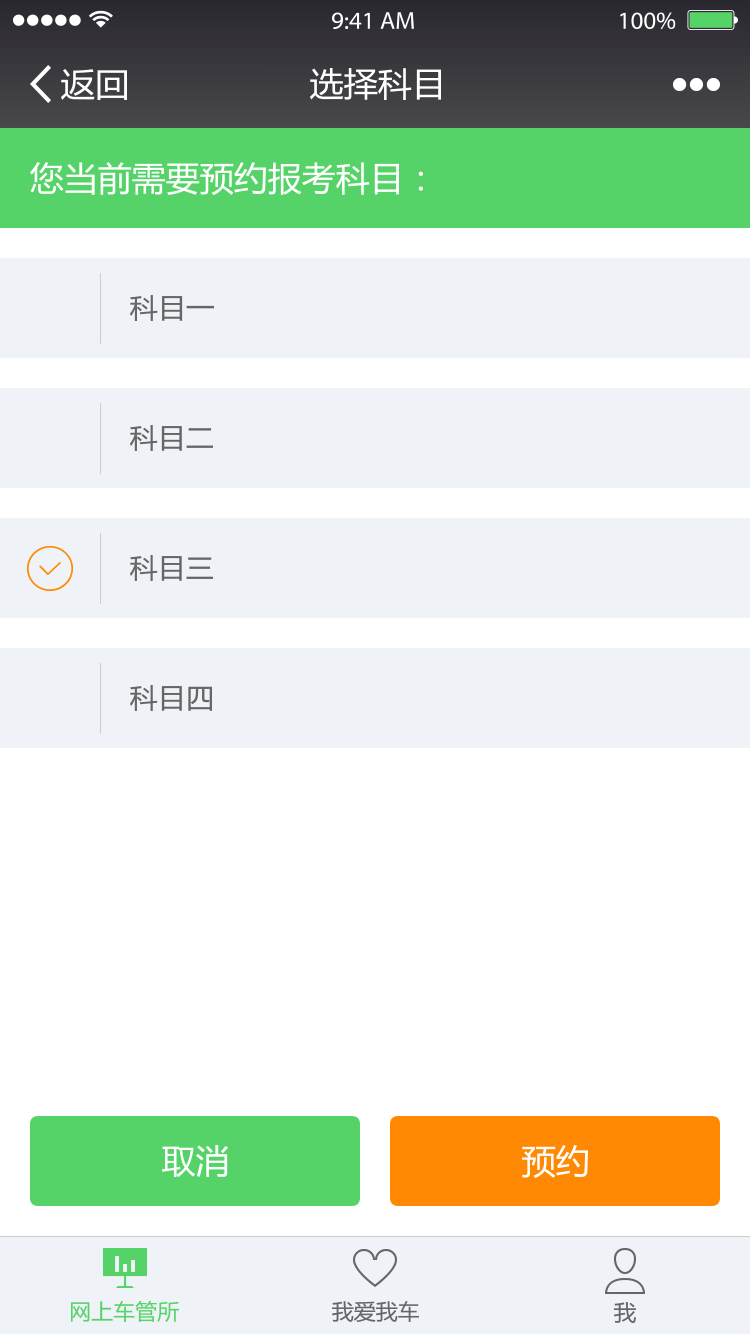 9:41 AM 100%
返回 选择科目
您当前需要预约报考科目：
科目一
科目二
科目三
科目四
取消 预约
网上车管所 我爱我车 我